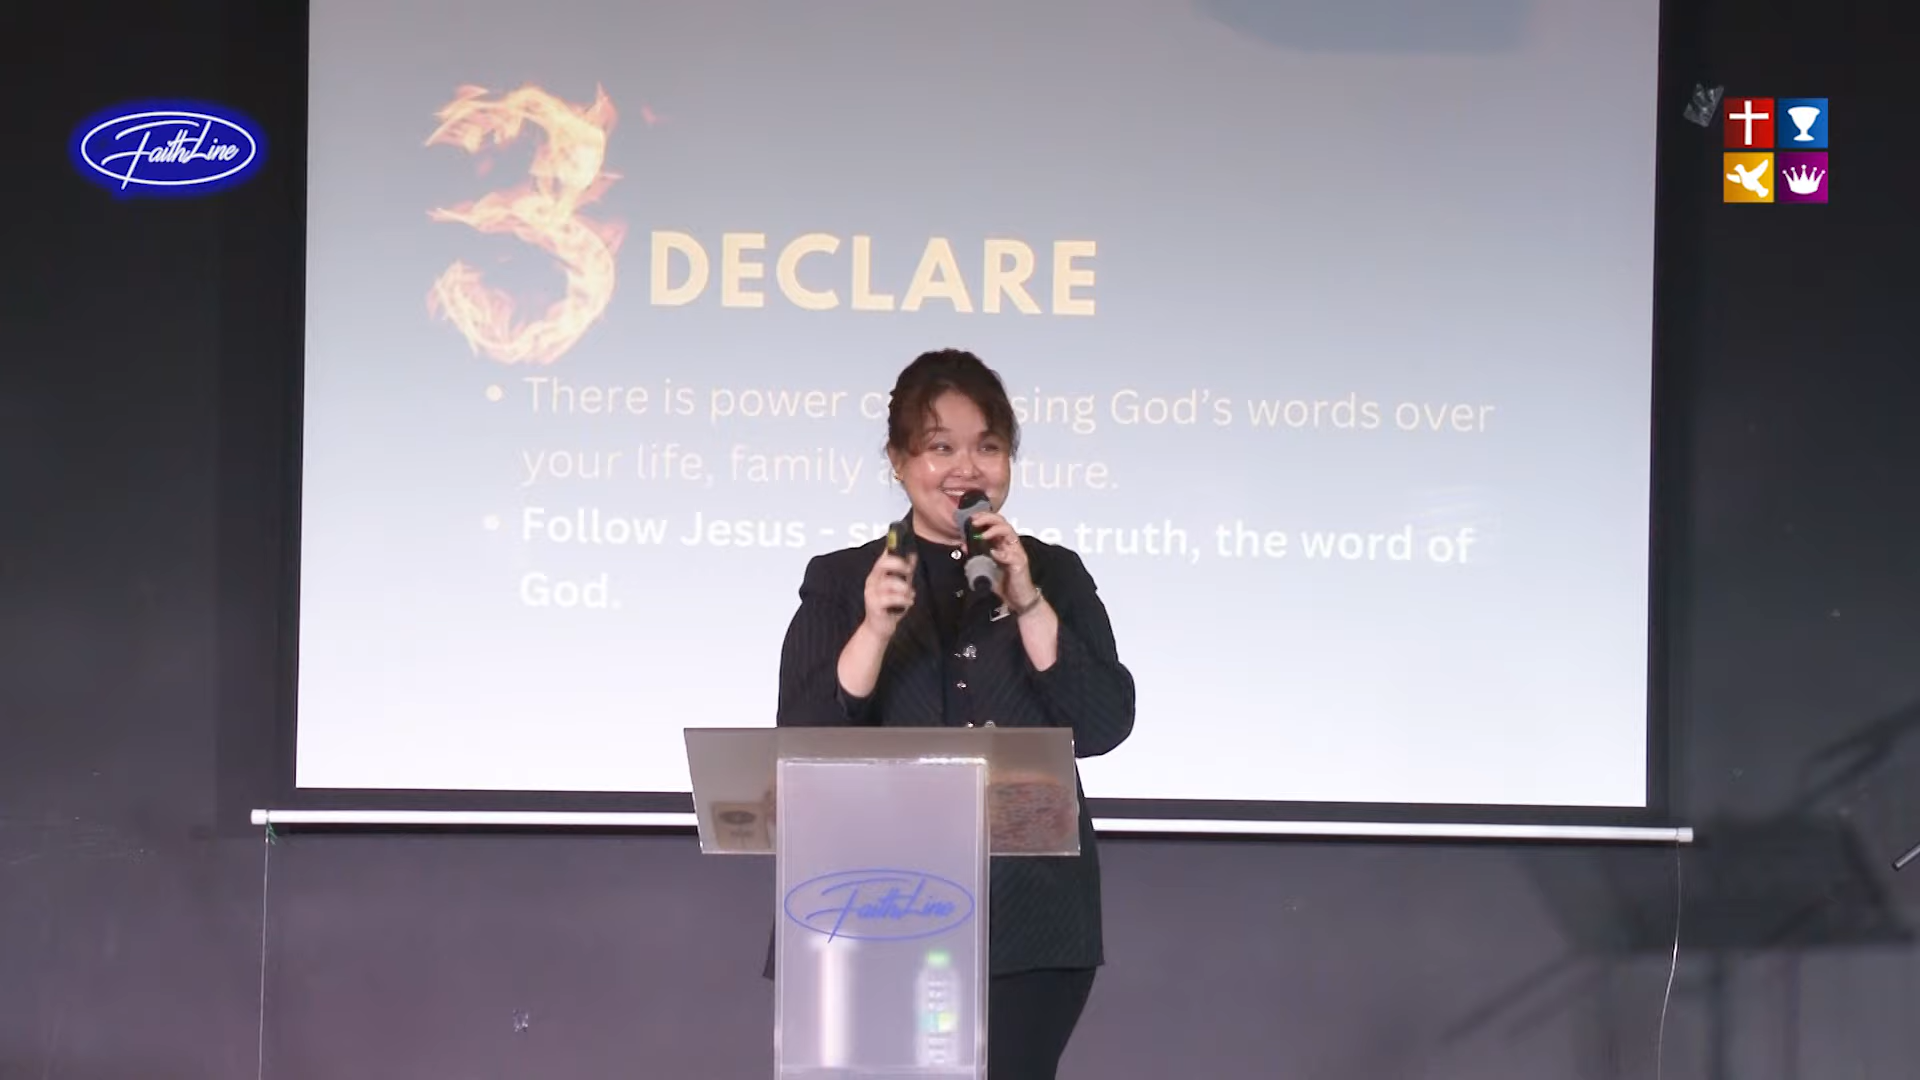 FaithLine
3
DECLARE
• There is power sing God's words over
your life, family ture.
• Follow Jesus - truth, the word of
God.
FaithLine